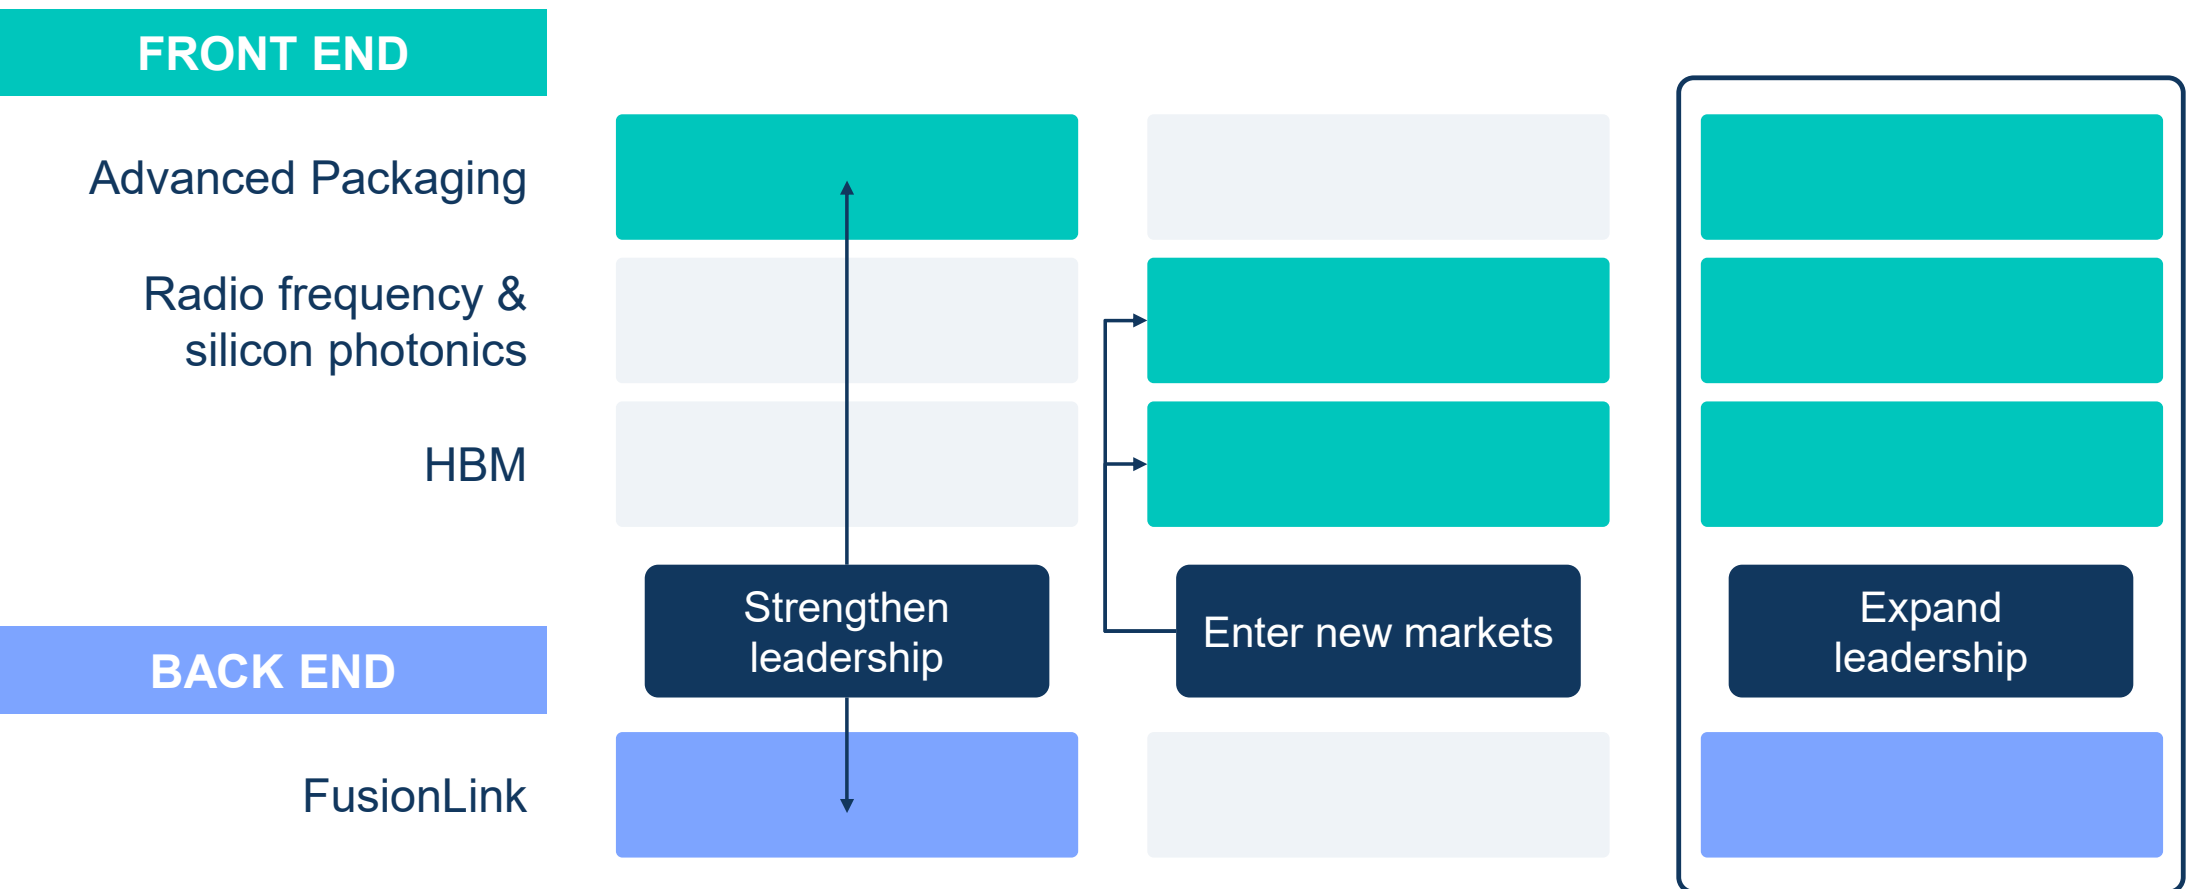 FRONT END
Advanced Packaging
Radio frequency &
silicon photonics
HBM
Strengthen
leadership
Enter new markets
Expand
leadership
BACK END
FusionLink